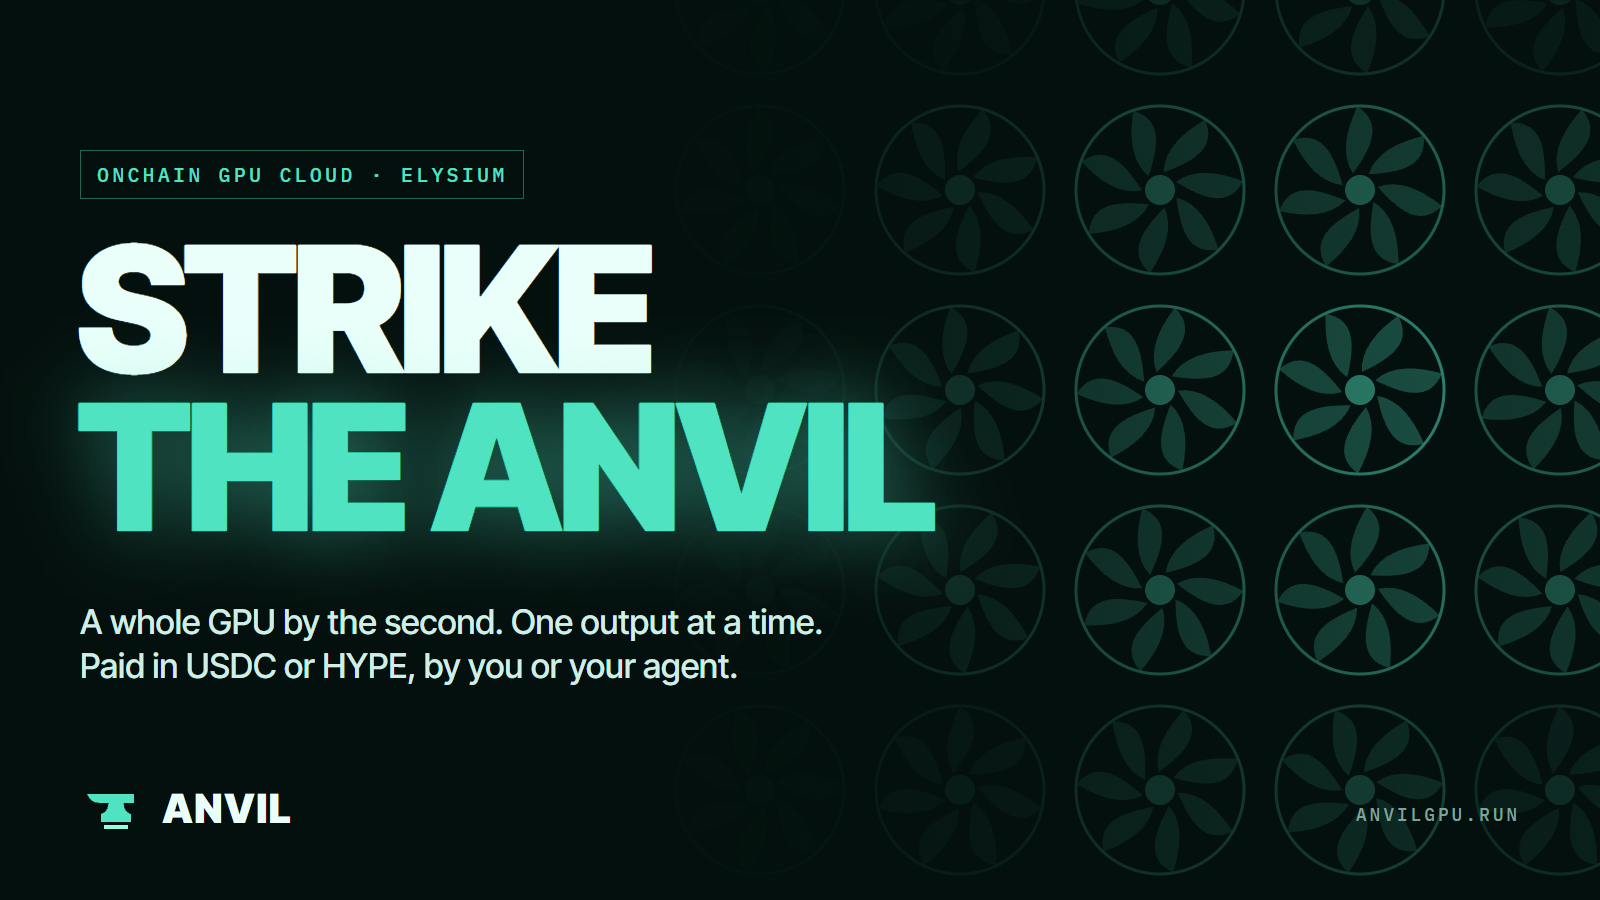 ONCHAIN GPU CLOUD · ELYSIUM
STRIKE
THE ANVIL
A whole GPU by the second. One output at a time.
Paid in USDC or HYPE, by you or your agent.
ANVIL
ANVILGPU.RUN